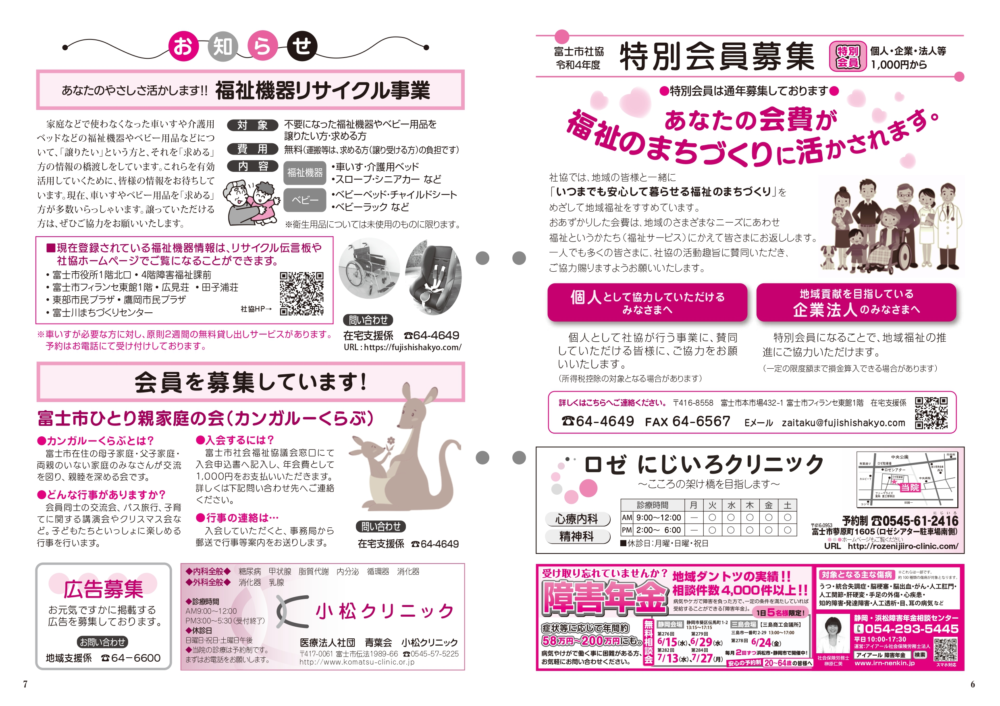 お知らせ
あなたのやさしさ活かします!! 福祉機器リサイクル事業
家庭などで使わなくなった車いすや介護用
ベッドなどの福祉機器やベビー用品などにつ
いて、「譲りたい」という方と、それを「求める」
方の情報の橋渡しをしています。これらを有効
活用していくために、皆様の情報をお待ちして
います。現在、車いすやベビー用品を「求める」
方が多数いらっしゃいます。譲っていただける
方は、ぜひご協力をお願いいたします。
対象 不要になった福祉機器やベビー用品を
譲りたい方・求める方
費用 無料(運搬等は、求める方(譲り受ける方)の負担です)
内容
福祉機器
・車いす・介護用ベッド
・スロープ・シニアカー など
ベビー
・ベビーベッド・チャイルドシート
・ベビーラック など
※衛生用品については未使用のものに限ります。
■現在登録されている福祉機器情報は、リサイクル伝言板や
社協ホームページでご覧になることができます。
・富士市役所1階北口・4階障害福祉課前
・富士市フィランセ東館1階・広見荘 ・田子浦荘
・東部市民プラザ・鷹岡市民プラザ
・富士川まちづくりセンター
社協HP→
※車いすが必要な方に対し、原則2週間の無料貸し出しサービスがあります。
予約はお電話にて受け付けしております。
問い合わせ
在宅支援係 ☎64-4649
URL:https://fujishishakyo.com/
会員を募集しています!
富士市ひとり親家庭の会(カンガルーくらぶ)
●カンガルーくらぶとは?
富士市在住の母子家庭・父子家庭・
両親のいない家庭のみなさんが交流
を図り、親睦を深める会です。
●どんな行事がありますか?
会員同士の交流会、バス旅行、子育
てに関する講演会やクリスマス会な
ど。子どもたちといっしょに楽しめる
行事を行います。
●入会するには?
富士市社会福祉協議会窓口にて
入会申込書へ記入し、年会費として
1,000円をお支払いいただきます。
詳しくは下記問い合わせ先へご連絡
ください。
●行事の連絡は…
入会していただくと、事務局から
郵送で行事等案内をお送りします。
問い合わせ
在宅支援係 ☎64-4649
広告募集
お元気ですかに掲載する
広告を募集しております。
お問い合わせ
地域支援係 ☎64−6600
◆内科全般◆ 糖尿病 甲状腺 脂質代謝 内分泌 循環器 消化器
◆外科全般◆ 消化器 乳腺
◆診療時間
AM9:00〜12:00
PM3:00〜5:30(受付終了)
◆休診日
日曜日・祝日・土曜日午後
◆当院の診療は予約制です。
まずはお電話をお願いします。
小松クリニック
医療法人社団 青葉会 小松クリニック
〒417-0061 富士市伝法1989-66 ☎0545-57-5225
http://www.komatsu-clinic.or.jp
7
富士市社協
令和4年度
特別会員募集
特別会員
個人・企業・法人等
1,000円から
●特別会員は通年募集しております●
あなたの会費が
福祉のまちづくりに活かされます。
社協では、地域の皆様と一緒に
「いつまでも安心して暮らせる福祉のまちづくり」を
めざして地域福祉をすすめています。
おあずかりした会費は、地域のさまざまなニーズにあわせ
福祉というかたち(福祉サービス)にかえて皆さまにお返しします。
一人でも多くの皆さまに、社協の活動趣旨に賛同いただき、
ご協力賜りますようお願いいたします。
個人として協力していただける
みなさまへ
個人として社協が行う事業に、賛同
していただける皆様に、ご協力をお願
いいたします。
(所得税控除の対象となる場合があります)
地域貢献を目指している
企業法人のみなさまへ
特別会員になることで、地域福祉の推
進にご協力いただけます。
(一定の限度額まで損金算入できる場合があります)
詳しくはこちらへご連絡ください。 〒416-8558 富士市本市場432-1 富士市フィランセ東館1階 在宅支援係
☎64-4649 FAX 64-6567 Eメール zaitaku@fujishishakyo.com
ロゼ にじいろクリニック
〜こころの架け橋を目指します〜
心療内科
精神科
診療時間 月 火 水 木 金 土
AM 9:00〜12:00 — ○ ○ ○ ○ ○
PM 2:00〜 6:00 — ○ ○ ○ ○ ○
■休診日:月曜・日曜・祝日
中央公園
市役所
青葉通り
ロゼ駐車場
●ロゼシアター
西友
中央病院
当院
コジマ
にじいろ
予約制 ☎0545-61-2416
〒416-0953
富士市蓼原町1605(ロゼシアター駐車場南側)
●●●ホームページもご覧ください
URL http://rozenijiiro-clinic.com/
受け取り忘れていませんか?
障害年金
地域ダントツの実績!!
相談件数4,000件以上!!
病気やケガで障害を負った方で、一定の条件を満たしていれば
受給することができる「障害年金」。
1日5名様限定!
症状等に応じて年間約
58万円〜200万円にも。
病気やけがで働く事に困難がある方、
お気軽にお問い合わせください。
無料相談会
静岡会場 静岡市葵区伝馬町1-2
13:15〜17:15
第276回 6/15(水)、第279回 6/29(水)
第282回 7/13(水)、第284回 7/27(月)
三島会場 【三島商工会議所】
三島市一番町2-29 13:00〜17:00
第278回 6/24(金)
毎月2回ずつ浜松市・静岡市で開催中!
安心の予約制 20〜64歳の皆様へ
対象となる主な傷病 ※これらは一部です。
約100種類の傷病が対象となります。
うつ・統合失調症・脳梗塞・脳出血・がん・人工肛門・
人工関節・肝硬変・手足の外傷・心疾患・
知的障害・発達障害・人工透析・目、耳の病気など
社会保険労務士
榊原仁美
静岡・浜松障害年金相談センター
054-293-5445
平日10:00-17:30
運営:アイアール社会保険労務士法人
アイアール 障害年金 検索
www.irn-nenkin.jp
スマホ対応
6